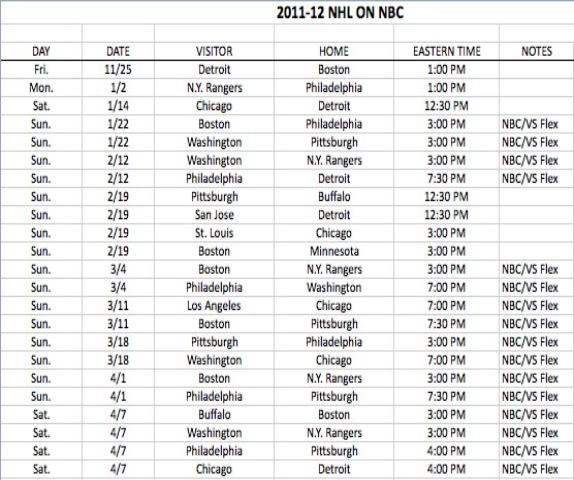 2011-12 NHL ON NBC
DAY DATE VISITOR HOME EASTERN TIME NOTES
Fri. 11/25 Detroit Boston 1:00 PM
Mon. 1/2 N.Y. Rangers Philadelphia 1:00 PM
Sat. 1/14 Chicago Detroit 12:30 PM
Sun. 1/22 Boston Philadelphia 3:00 PM NBC/VS Flex
Sun. 1/22 Washington Pittsburgh 3:00 PM NBC/VS Flex
Sun. 2/12 Washington N.Y. Rangers 3:00 PM NBC/VS Flex
Sun. 2/12 Philadelphia Detroit 7:30 PM NBC/VS Flex
Sun. 2/19 Pittsburgh Buffalo 12:30 PM
Sun. 2/19 San Jose Detroit 12:30 PM
Sun. 2/19 St. Louis Chicago 3:00 PM
Sun. 2/19 Boston Minnesota 3:00 PM
Sun. 3/4 Boston N.Y. Rangers 3:00 PM NBC/VS Flex
Sun. 3/4 Philadelphia Washington 7:00 PM NBC/VS Flex
Sun. 3/11 Los Angeles Chicago 7:00 PM NBC/VS Flex
Sun. 3/11 Boston Pittsburgh 7:30 PM NBC/VS Flex
Sun. 3/18 Pittsburgh Philadelphia 3:00 PM NBC/VS Flex
Sun. 3/18 Washington Chicago 7:00 PM NBC/VS Flex
Sun. 4/1 Boston N.Y. Rangers 3:00 PM NBC/VS Flex
Sun. 4/1 Philadelphia Pittsburgh 7:30 PM NBC/VS Flex
Sat. 4/7 Buffalo Boston 3:00 PM NBC/VS Flex
Sat. 4/7 Washington N.Y. Rangers 3:00 PM NBC/VS Flex
Sat. 4/7 Philadelphia Pittsburgh 4:00 PM NBC/VS Flex
Sat. 4/7 Chicago Detroit 4:00 PM NBC/VS Flex